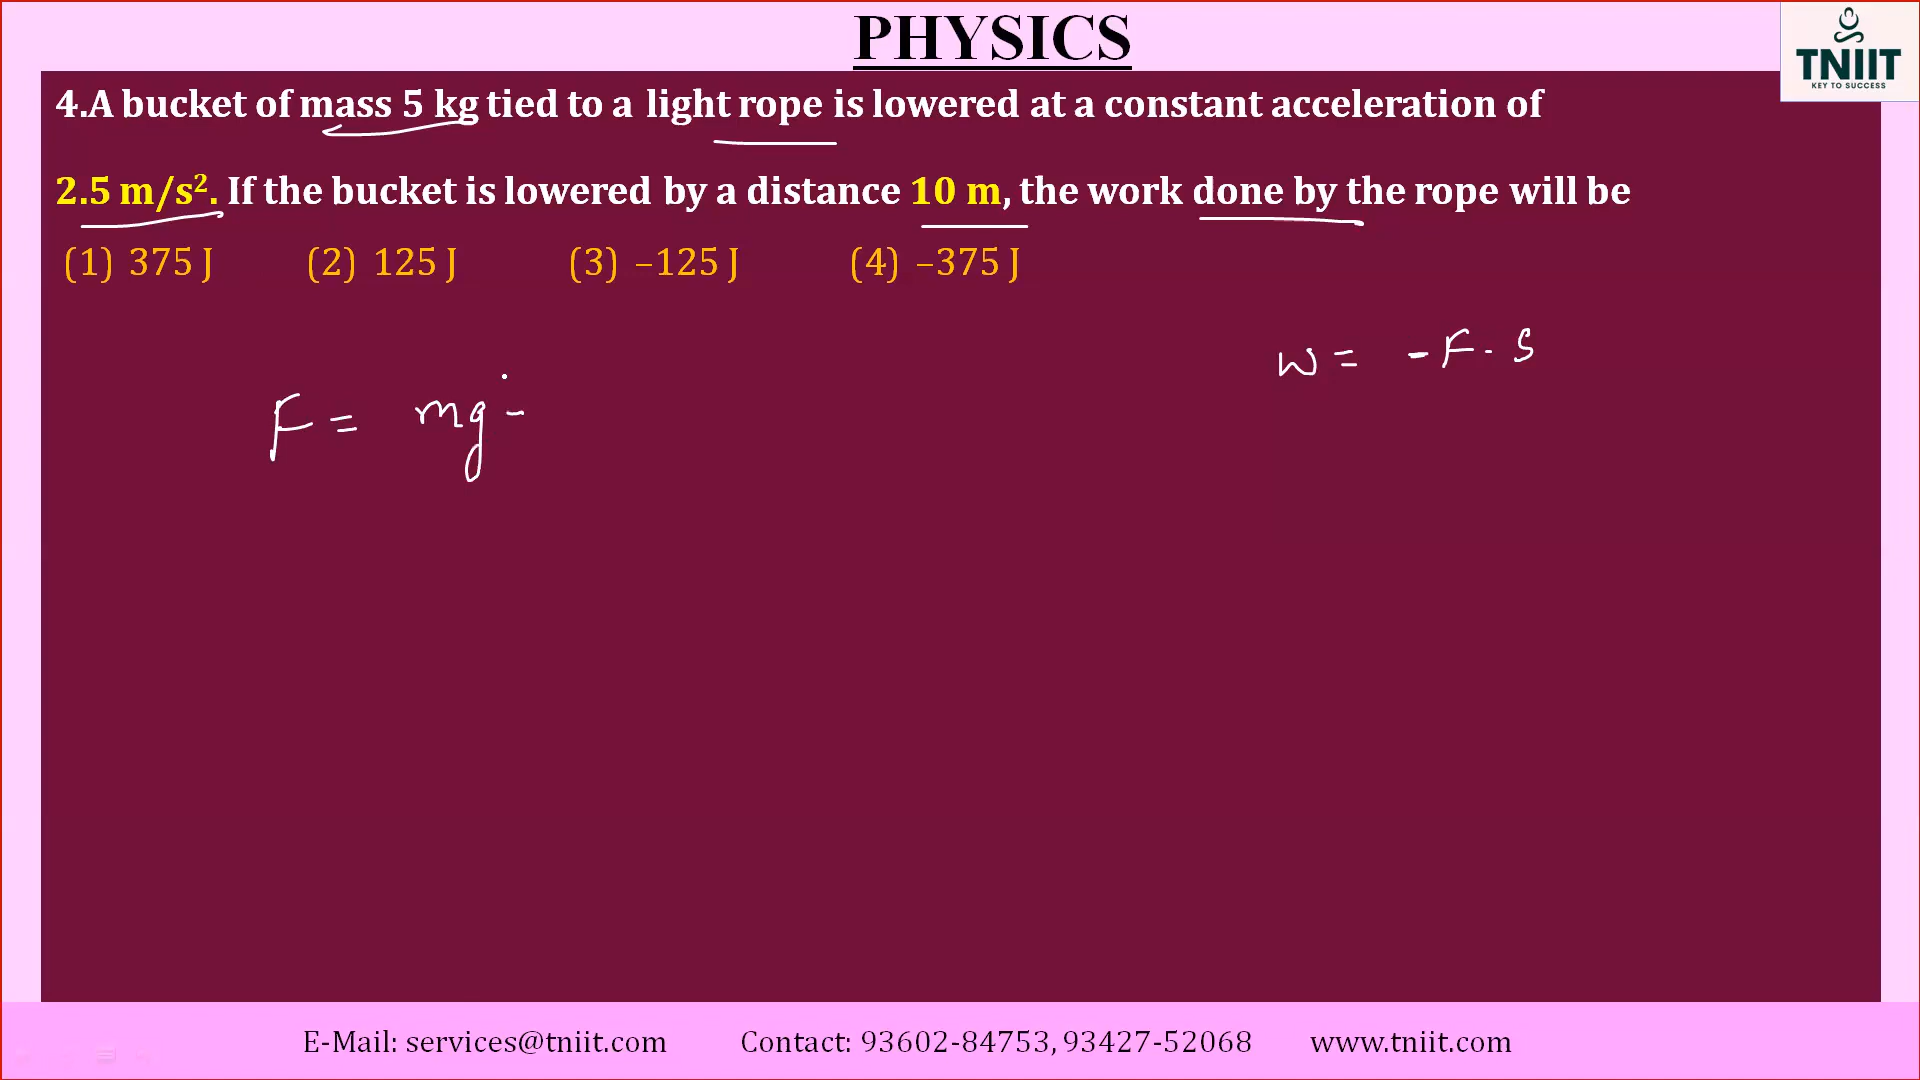 PHYSICS
TNIIT
KEY TO SUCCESS
4.A bucket of mass 5 kg tied to a light rope is lowered at a constant acceleration of
2.5 m/s². If the bucket is lowered by a distance 10 m, the work done by the rope will be
(1) 375 J (2) 125 J (3) –125 J (4) –375 J
W = -F . S
F = mg -
E-Mail: services@tniit.com Contact: 93602-84753, 93427-52068 www.tniit.com